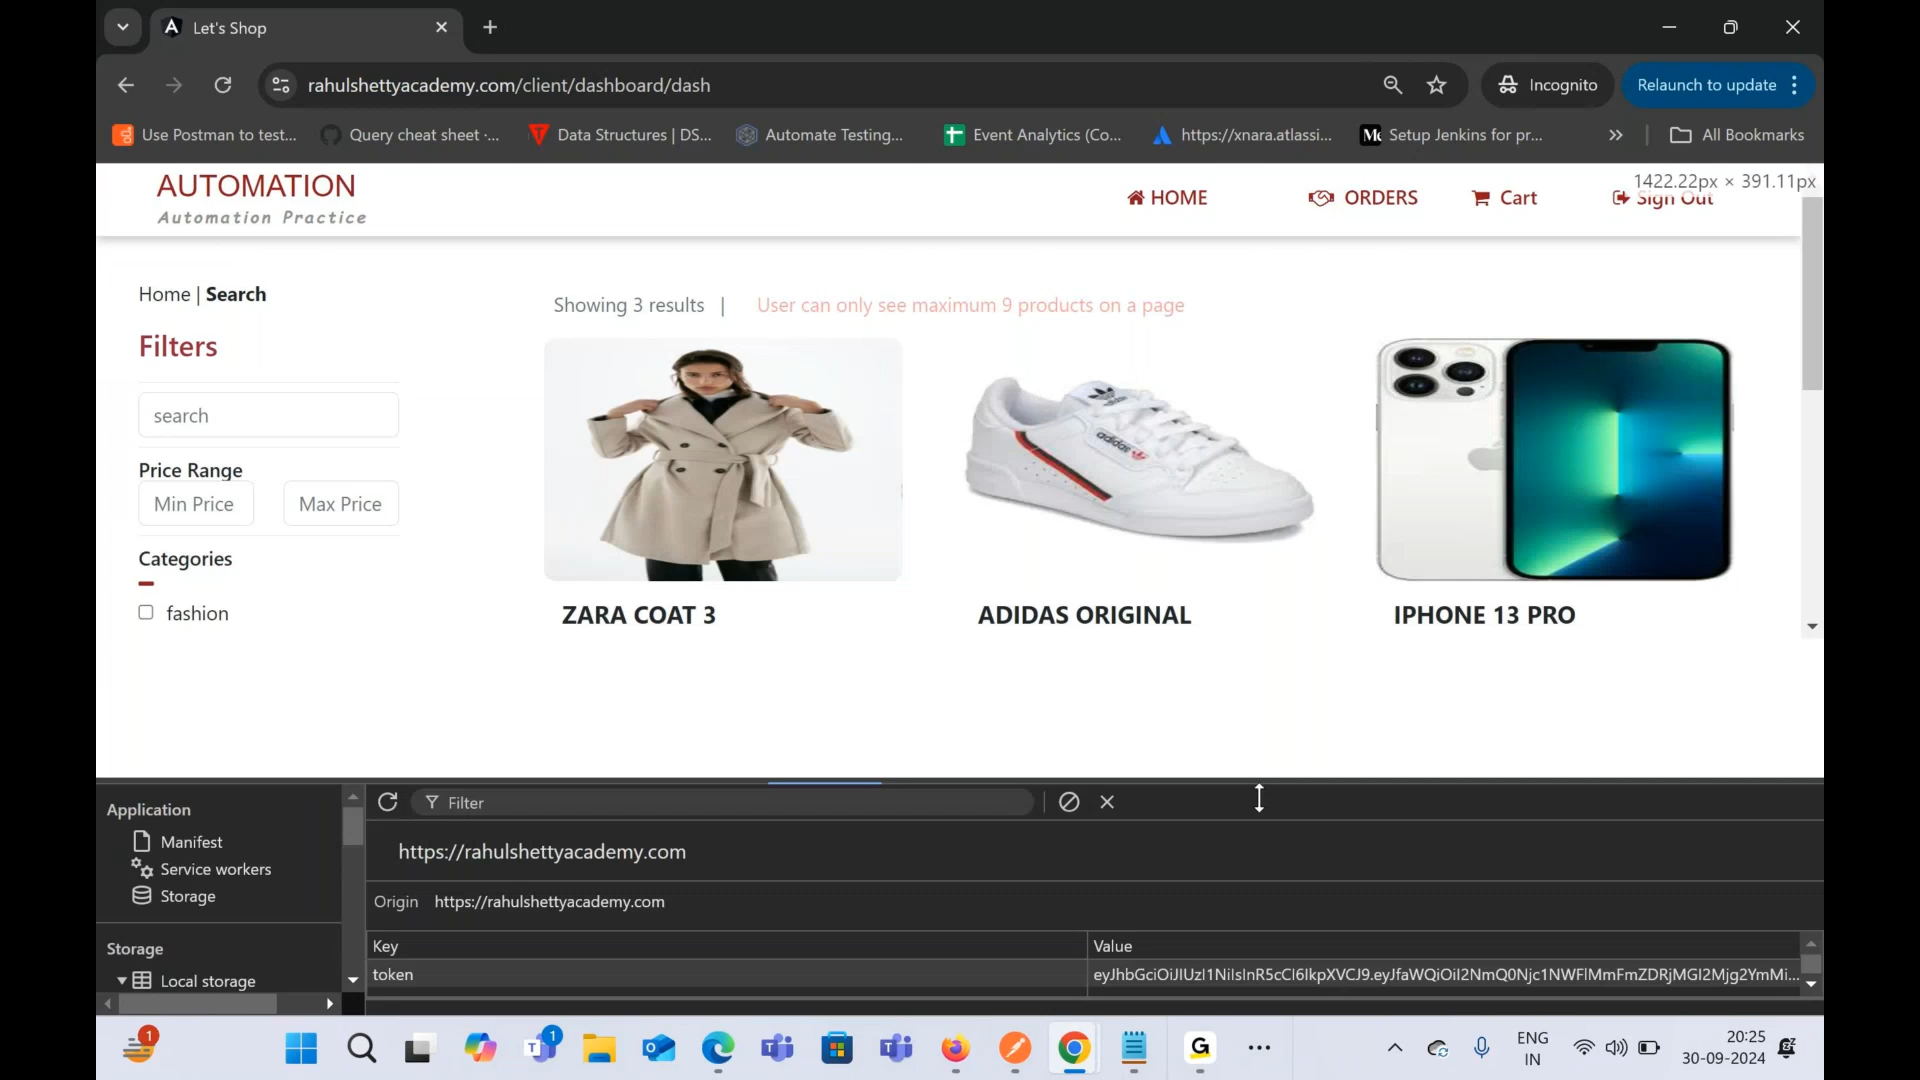 Let's Shop
rahulshettyacademy.com/client/dashboard/dash
Incognito
Relaunch to update
Use Postman to test...
Query cheat sheet ·...
Data Structures | DS...
Automate Testing...
Event Analytics (Co...
https://xnara.atlassi...
Setup Jenkins for pr...
All Bookmarks
AUTOMATION
Automation Practice
HOME
ORDERS
Cart
Sign Out
1422.22px × 391.11px
Home | Search
Showing 3 results |
User can only see maximum 9 products on a page
Filters
search
Price Range
Min Price
Max Price
Categories
fashion
adidas
ZARA COAT 3
ADIDAS ORIGINAL
IPHONE 13 PRO
Application
Manifest
Service workers
Storage
Storage
Local storage
Filter
https://rahulshettyacademy.com
Origin https://rahulshettyacademy.com
Key
Value
token
1
1
ENG
IN
20:25
30-09-2024